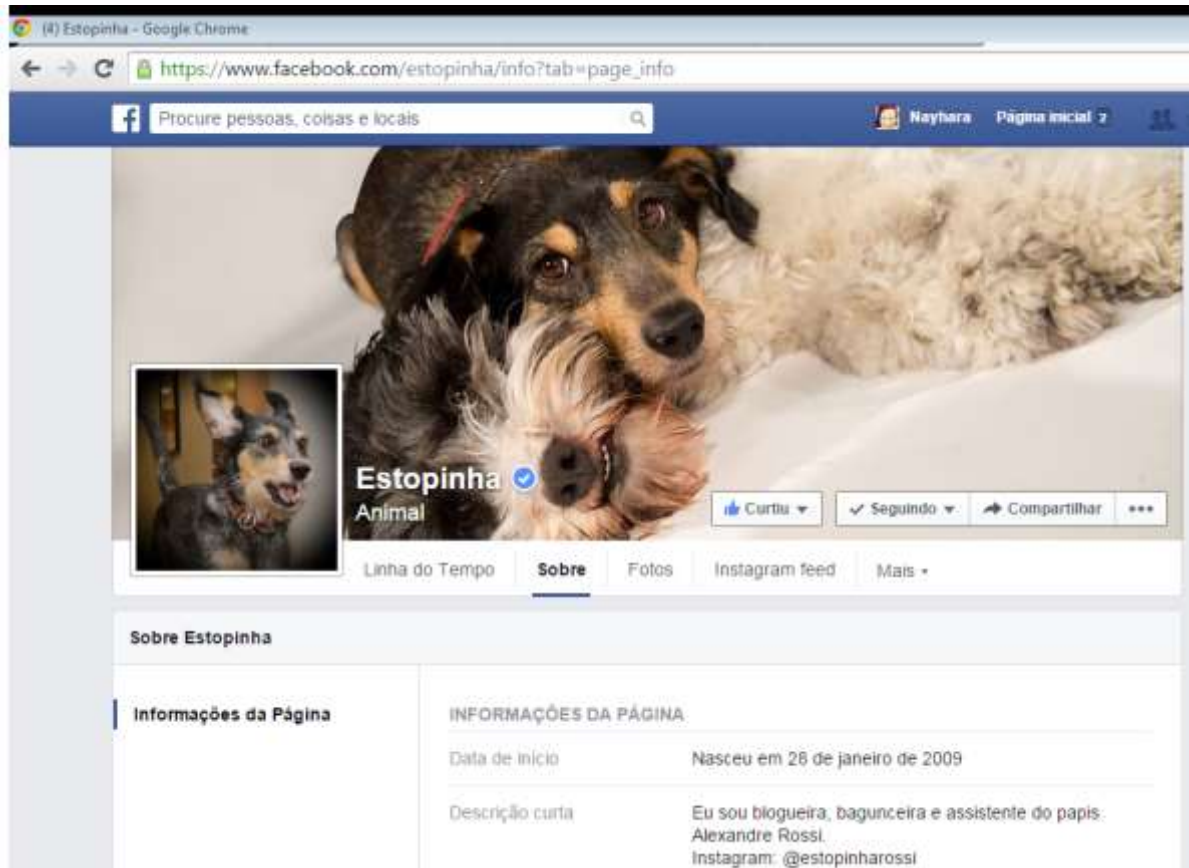 (4) Estopinha - Google Chrome
https://www.facebook.com/estopinha/info?tab=page_info
f Procure pessoas, coisas e locais Nayhara Página inicial 7
Estopinha
Animal
Curtiu Seguindo Compartilhar
Linha do Tempo Sobre Fotos Instagram feed Mais
Sobre Estopinha
Informações da Página
INFORMAÇÕES DA PÁGINA
Data de início Nasceu em 28 de janeiro de 2009
Descrição curta Eu sou blogueira, bagunceira e assistente do papis
Alexandre Rossi.
Instagram: @estopinharossi